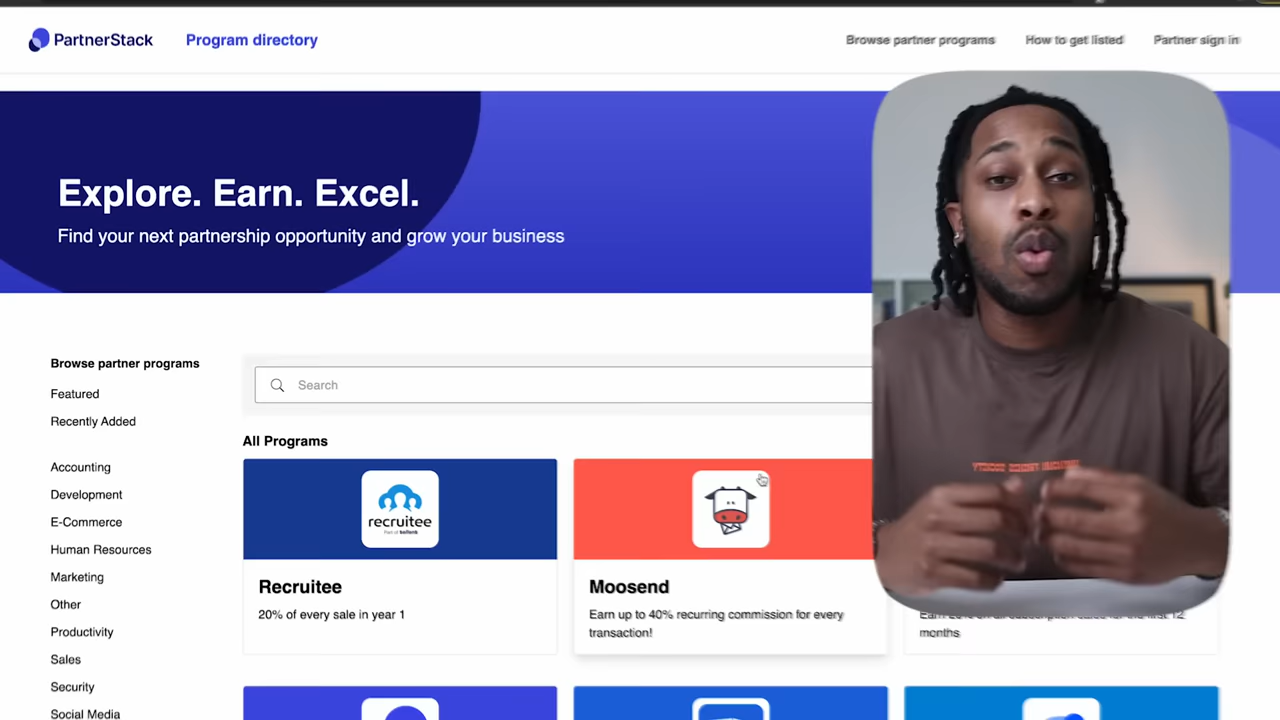 PartnerStack
Program directory
Browse partner programs
How to get listed
Partner sign in
Explore. Earn. Excel.
Find your next partnership opportunity and grow your business
Browse partner programs
Featured
Recently Added
Accounting
Development
E-Commerce
Human Resources
Marketing
Other
Productivity
Sales
Security
Social Media
Search
All Programs
recruitee
Recruitee
20% of every sale in year 1
Moosend
Earn up to 40% recurring commission for every
transaction!
months